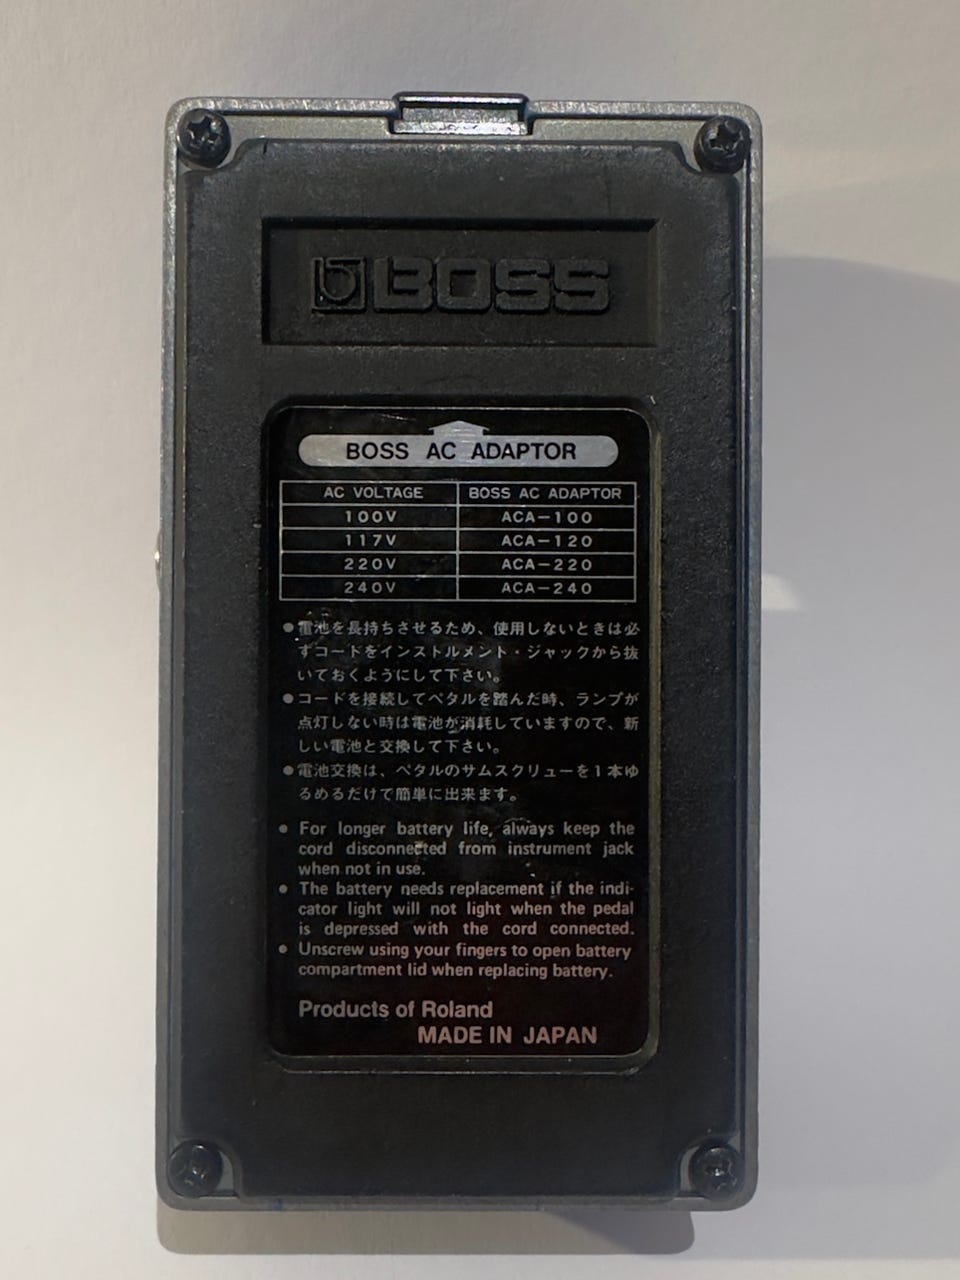 BOSS
BOSS AC ADAPTOR
AC VOLTAGE BOSS AC ADAPTOR
100V ACA-100
117V ACA-120
220V ACA-220
240V ACA-240
●電池を長持ちさせるため、使用しないときは必
ずコードをインストルメント・ジャックから抜
いておくようにして下さい。
●コードを接続してペタルを踏んだ時、ランプが
点灯しない時は電池が消耗していますので、新
しい電池と交換して下さい。
●電池交換は、ペタルのサムスクリューを1本ゆ
るめるだけで簡単に出来ます。
● For longer battery life, always keep the
cord disconnected from instrument jack
when not in use.
● The battery needs replacement if the indi-
cator light will not light when the pedal
is depressed with the cord connected.
● Unscrew using your fingers to open battery
compartment lid when replacing battery.
Products of Roland
MADE IN JAPAN